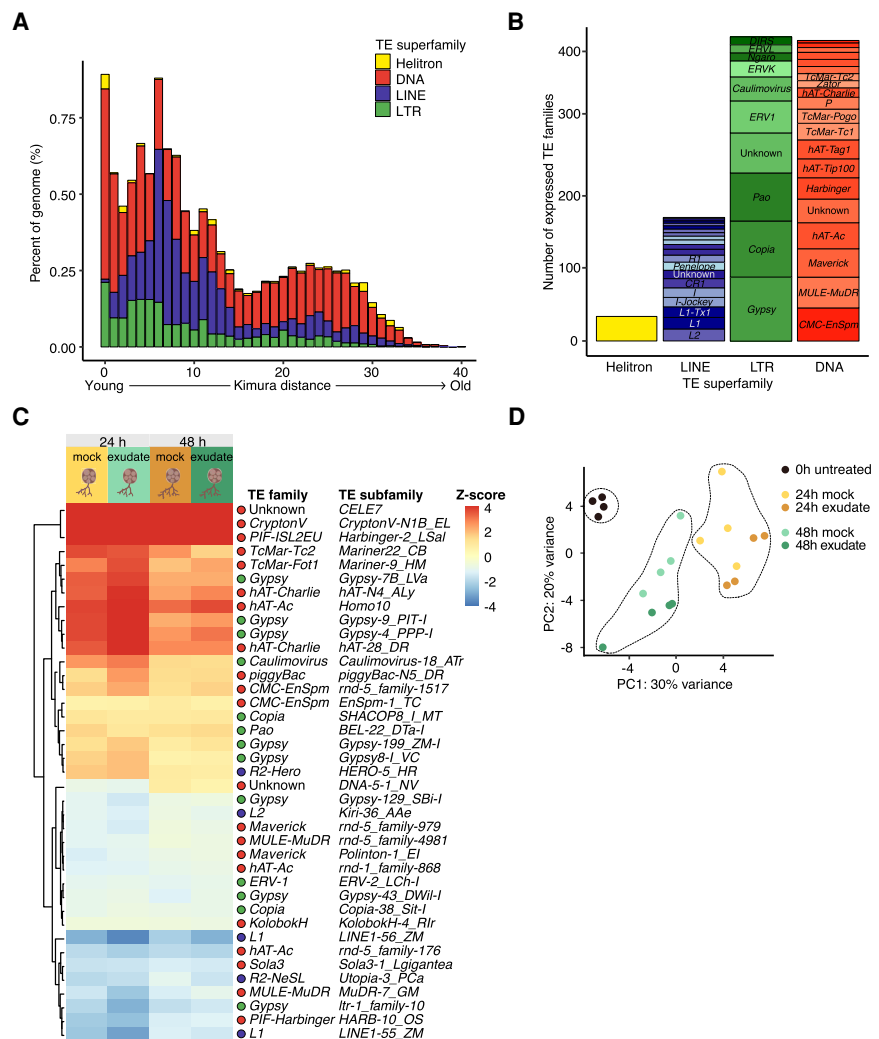 A
TE superfamily
Helitron
DNA
LINE
LTR
Percent of genome (%)
0.75
0.50
0.25
0.00
0 10 20 30 40
Young Kimura distance Old
B
Number of expressed TE families
400
300
200
100
0
R1
Penelope
Unknown
CR1
I
I-Jockey
L1-Tx1
L1
L2
DIRS
ERVL
Ngaro
ERVK
Caulimovirus
ERV1
Unknown
Pao
Copia
Gypsy
TcMar-Tc2
Zator
hAT-Charlie
P
TcMar-Pogo
TcMar-Tc1
hAT-Tag1
hAT-Tip100
Harbinger
Unknown
hAT-Ac
Maverick
MULE-MuDR
CMC-EnSpm
Helitron LINE LTR DNA
TE superfamily
C
24 h 48 h
mock exudate mock exudate
TE family TE subfamily Z-score
Unknown CELE7
CryptonV CryptonV-N1B_EL
PIF-ISL2EU Harbinger-2_LSal
TcMar-Tc2 Mariner22_CB
TcMar-Fot1 Mariner-9_HM
Gypsy Gypsy-7B_LVa
hAT-Charlie hAT-N4_ALy
hAT-Ac Homo10
Gypsy Gypsy-9_PIT-I
Gypsy Gypsy-4_PPP-I
hAT-Charlie hAT-28_DR
Caulimovirus Caulimovirus-18_ATr
piggyBac piggyBac-N5_DR
CMC-EnSpm rnd-5_family-1517
CMC-EnSpm EnSpm-1_TC
Copia SHACOP8_I_MT
Pao BEL-22_DTa-I
Gypsy Gypsy-199_ZM-I
Gypsy Gypsy8-I_VC
R2-Hero HERO-5_HR
Unknown DNA-5-1_NV
Gypsy Gypsy-129_SBi-I
L2 Kiri-36_AAe
Maverick rnd-5_family-979
MULE-MuDR rnd-5_family-4981
Maverick Polinton-1_EI
hAT-Ac rnd-1_family-868
ERV-1 ERV-2_LCh-I
Gypsy Gypsy-43_DWil-I
Copia Copia-38_Sit-I
KolobokH KolobokH-4_RIr
L1 LINE1-56_ZM
hAT-Ac rnd-5_family-176
Sola3 Sola3-1_Lgigantea
R2-NeSL Utopia-3_PCa
MULE-MuDR MuDR-7_GM
Gypsy ltr-1_family-10
PIF-Harbinger HARB-10_OS
L1 LINE1-55_ZM
4
2
0
-2
-4
D
0h untreated
24h mock
24h exudate
48h mock
48h exudate
PC2: 20% variance
4
0
-4
-8
-4 0 4
PC1: 30% variance